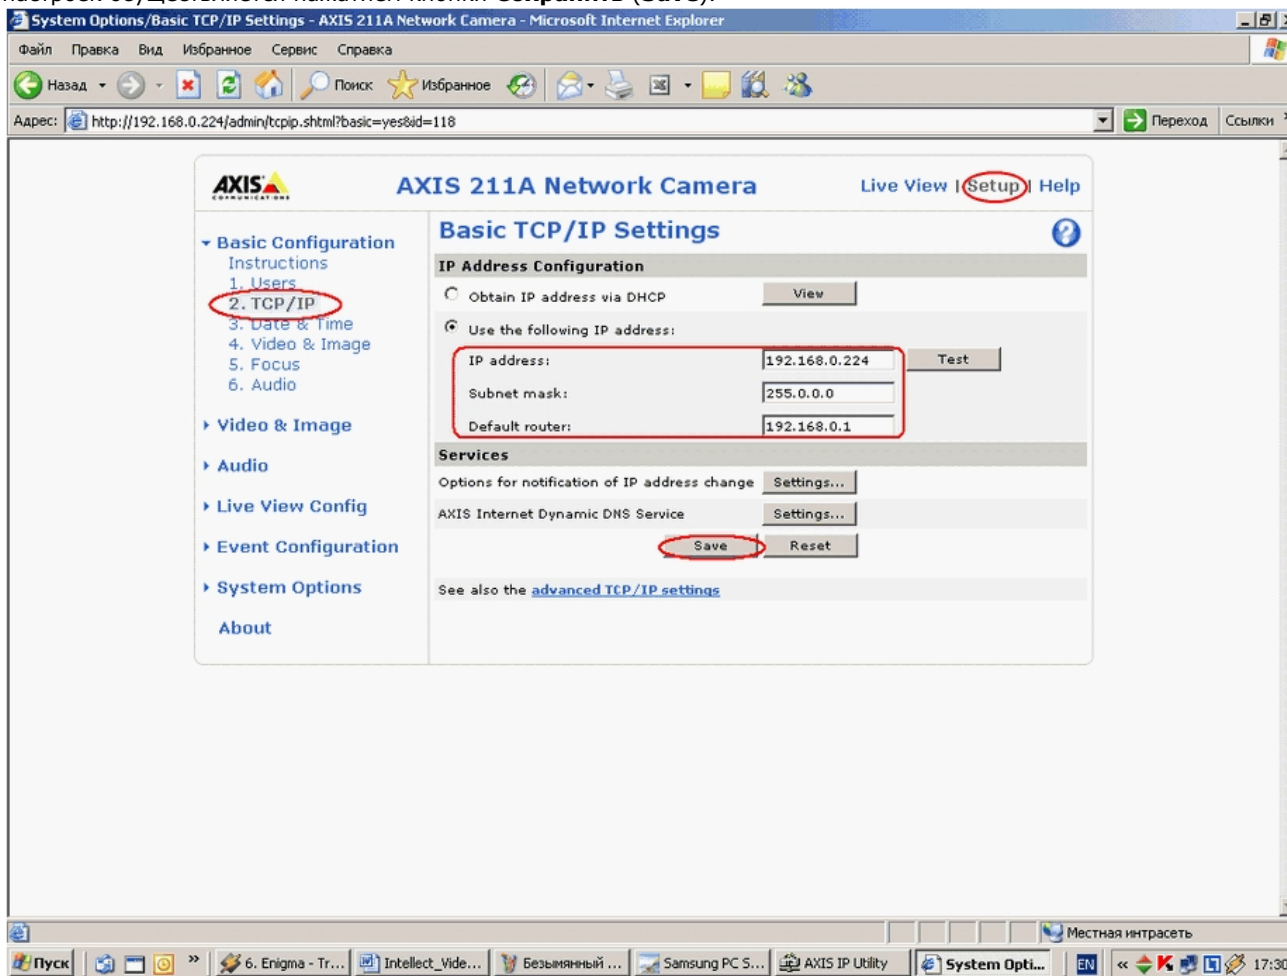 настроек осуществляется нажатием кнопки Сохранить (Save).
System Options/Basic TCP/IP Settings - AXIS 211A Network Camera - Microsoft Internet Explorer
Файл Правка Вид Избранное Сервис Справка
Назад Поиск Избранное
Адрес: http://192.168.0.224/admin/tcpip.shtml?basic=yes&id=118 Переход Ссылки
AXIS COMMUNICATIONS
AXIS 211A Network Camera
Live View | Setup | Help
Basic Configuration
Instructions
1. Users
2. TCP/IP
3. Date & Time
4. Video & Image
5. Focus
6. Audio
Video & Image
Audio
Live View Config
Event Configuration
System Options
About
Basic TCP/IP Settings
IP Address Configuration
Obtain IP address via DHCP View
Use the following IP address:
IP address: 192.168.0.224 Test
Subnet mask: 255.0.0.0
Default router: 192.168.0.1
Services
Options for notification of IP address change Settings...
AXIS Internet Dynamic DNS Service Settings...
Save Reset
See also the advanced TCP/IP settings
Местная интрасеть
Пуск » 6. Enigma - Tr... Intellect_Vide... Безымянный ... Samsung PC S... AXIS IP Utility System Opti... EN « 17:3